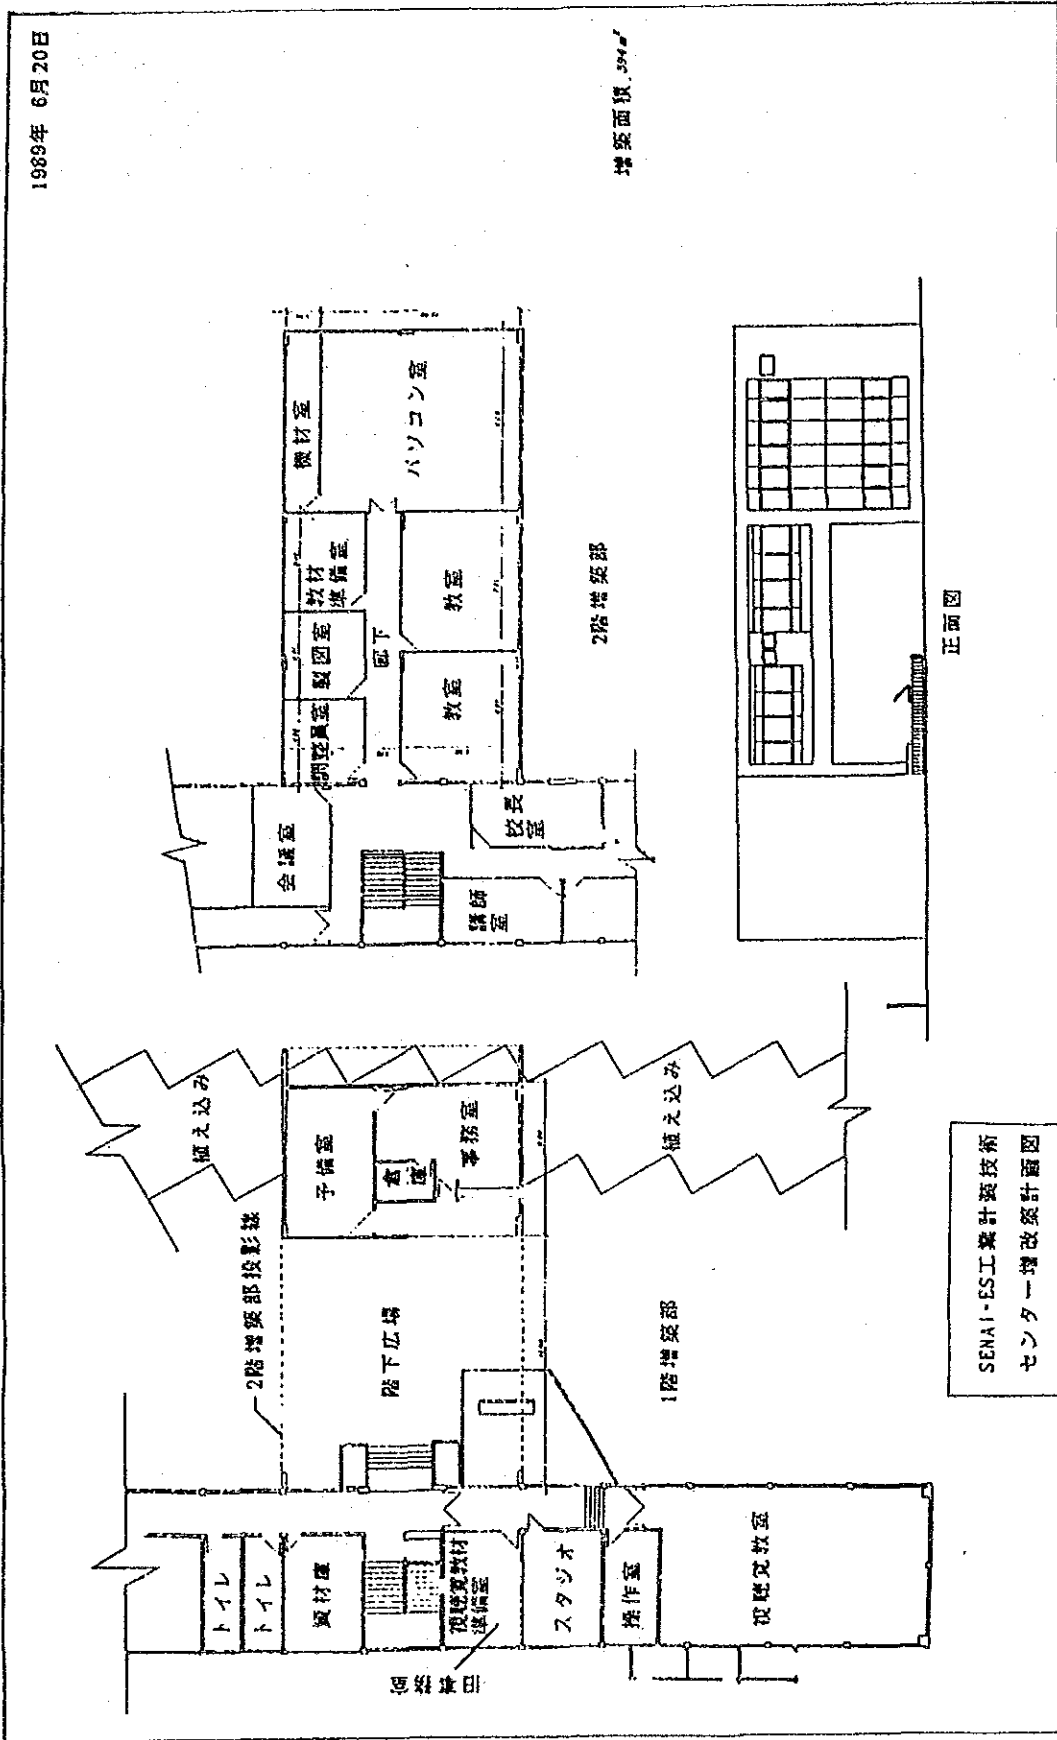 1989年 6月20日
増築面積 394㎡
機材室
パソコン室
教材
準備室
製図室
調整員室
廊下
教室
教室
2階増築部
会議室
校長
室
講師
室
正面図
植え込み
予備室
倉
庫
事務室
植え込み
2階増築部投影線
階下広場
1階増築部
トイレ
トイレ
資材庫
視聴覚教材
準備室
旧事務室
スタジオ
操作室
視聴覚教室
SENAI-ES工業計装技術
センター増改築計画図